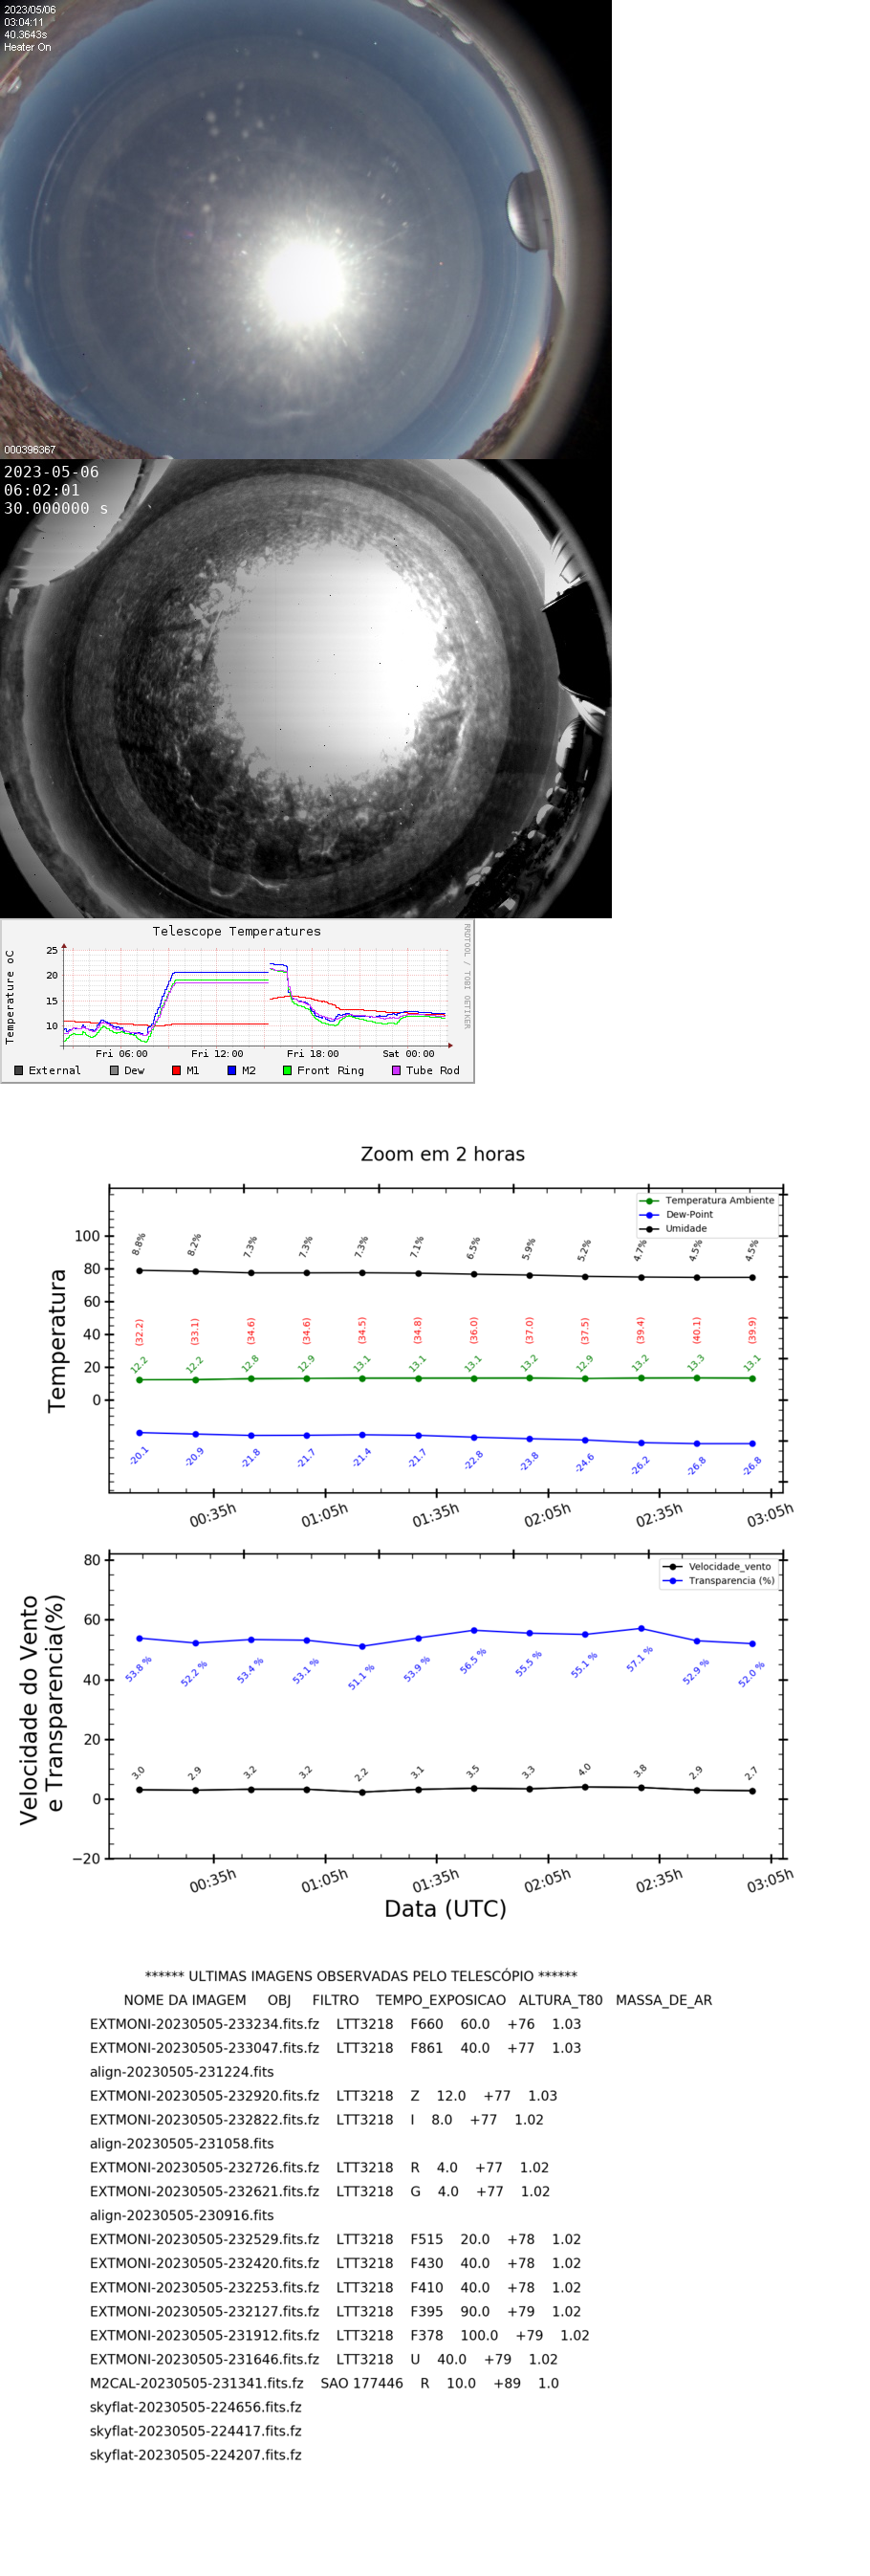 2023/05/06
03:04:11
40.3643s
Heater On
000396367
2023-05-06
06:02:01
30.000000 s
Telescope Temperatures
RRDTOOL / TOBI OETIKER
Temperature oC
25
20
15
10
Fri 06:00 Fri 12:00 Fri 18:00 Sat 00:00
External Dew M1 M2 Front Ring Tube Rod
Zoom em 2 horas
Temperatura Ambiente
Dew-Point
Umidade
Temperatura
100
80
60
40
20
0
8.8% 8.2% 7.3% 7.3% 7.3% 7.1% 6.5% 5.9% 5.2% 4.7% 4.5% 4.5%
(32.2) (33.1) (34.6) (34.6) (34.5) (34.8) (36.0) (37.0) (37.5) (39.4) (40.1) (39.9)
12.2 12.2 12.8 12.9 13.1 13.1 13.1 13.2 12.9 13.2 13.3 13.1
-20.1 -20.9 -21.8 -21.7 -21.4 -21.7 -22.8 -23.8 -24.6 -26.2 -26.8 -26.8
00:35h 01:05h 01:35h 02:05h 02:35h 03:05h
Velocidade_vento
Transparencia (%)
Velocidade do Vento
e Transparencia(%)
80
60
40
20
0
−20
53.8 % 52.2 % 53.4 % 53.1 % 51.1 % 53.9 % 56.5 % 55.5 % 55.1 % 57.1 % 52.9 % 52.0 %
3.0 2.9 3.2 3.2 2.2 3.1 3.5 3.3 4.0 3.8 2.9 2.7
00:35h 01:05h 01:35h 02:05h 02:35h 03:05h
Data (UTC)
****** ULTIMAS IMAGENS OBSERVADAS PELO TELESCÓPIO ******
NOME DA IMAGEM OBJ FILTRO TEMPO_EXPOSICAO ALTURA_T80 MASSA_DE_AR
EXTMONI-20230505-233234.fits.fz LTT3218 F660 60.0 +76 1.03
EXTMONI-20230505-233047.fits.fz LTT3218 F861 40.0 +77 1.03
align-20230505-231224.fits
EXTMONI-20230505-232920.fits.fz LTT3218 Z 12.0 +77 1.03
EXTMONI-20230505-232822.fits.fz LTT3218 I 8.0 +77 1.02
align-20230505-231058.fits
EXTMONI-20230505-232726.fits.fz LTT3218 R 4.0 +77 1.02
EXTMONI-20230505-232621.fits.fz LTT3218 G 4.0 +77 1.02
align-20230505-230916.fits
EXTMONI-20230505-232529.fits.fz LTT3218 F515 20.0 +78 1.02
EXTMONI-20230505-232420.fits.fz LTT3218 F430 40.0 +78 1.02
EXTMONI-20230505-232253.fits.fz LTT3218 F410 40.0 +78 1.02
EXTMONI-20230505-232127.fits.fz LTT3218 F395 90.0 +79 1.02
EXTMONI-20230505-231912.fits.fz LTT3218 F378 100.0 +79 1.02
EXTMONI-20230505-231646.fits.fz LTT3218 U 40.0 +79 1.02
M2CAL-20230505-231341.fits.fz SAO 177446 R 10.0 +89 1.0
skyflat-20230505-224656.fits.fz
skyflat-20230505-224417.fits.fz
skyflat-20230505-224207.fits.fz